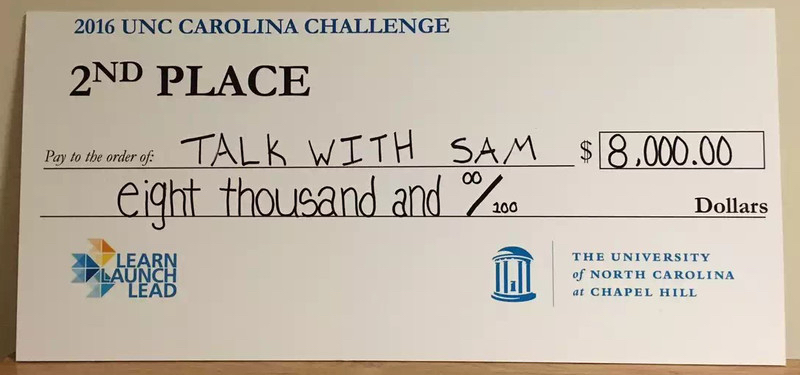 2016 UNC CAROLINA CHALLENGE
2ND PLACE
Pay to the order of: TALK WITH SAM $ 8,000.00
eight thousand and 00/100 Dollars
LEARN
LAUNCH
LEAD
THE UNIVERSITY
of NORTH CAROLINA
at CHAPEL HILL